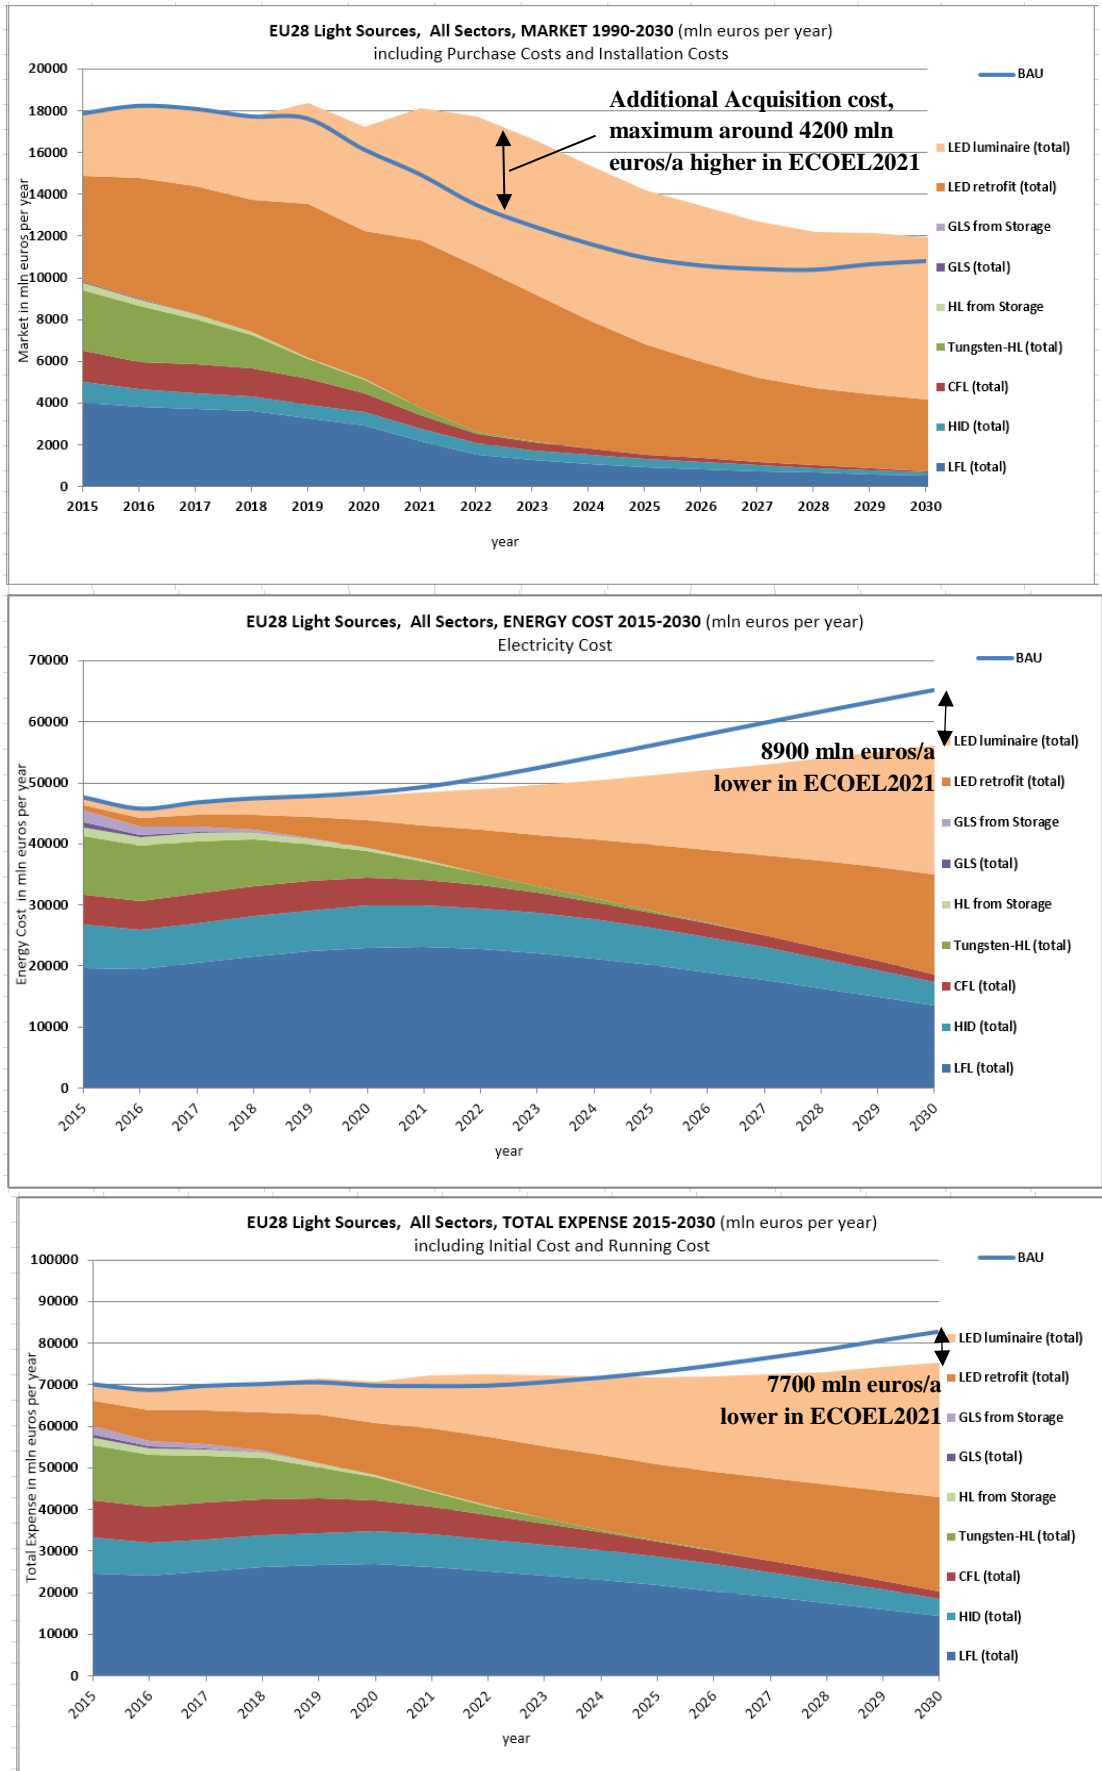 EU28 Light Sources, All Sectors, MARKET 1990-2030 (mln euros per year)
including Purchase Costs and Installation Costs
Market in mln euros per year
20000
18000
16000
14000
12000
10000
8000
6000
4000
2000
0
Additional Acquisition cost,
maximum around 4200 mln
euros/a higher in ECOEL2021
BAU
LED luminaire (total)
LED retrofit (total)
GLS from Storage
GLS (total)
HL from Storage
Tungsten-HL (total)
CFL (total)
HID (total)
LFL (total)
2015 2016 2017 2018 2019 2020 2021 2022 2023 2024 2025 2026 2027 2028 2029 2030
year
EU28 Light Sources, All Sectors, ENERGY COST 2015-2030 (mln euros per year)
Electricity Cost
Energy Cost in mln euros per year
70000
60000
50000
40000
30000
20000
10000
0
8900 mln euros/a
lower in ECOEL2021
BAU
LED luminaire (total)
LED retrofit (total)
GLS from Storage
GLS (total)
HL from Storage
Tungsten-HL (total)
CFL (total)
HID (total)
LFL (total)
2015 2016 2017 2018 2019 2020 2021 2022 2023 2024 2025 2026 2027 2028 2029 2030
year
EU28 Light Sources, All Sectors, TOTAL EXPENSE 2015-2030 (mln euros per year)
including Initial Cost and Running Cost
Total Expense in mln euros per year
100000
90000
80000
70000
60000
50000
40000
30000
20000
10000
0
7700 mln euros/a
lower in ECOEL2021
BAU
LED luminaire (total)
LED retrofit (total)
GLS from Storage
GLS (total)
HL from Storage
Tungsten-HL (total)
CFL (total)
HID (total)
LFL (total)
2015 2016 2017 2018 2019 2020 2021 2022 2023 2024 2025 2026 2027 2028 2029 2030
year